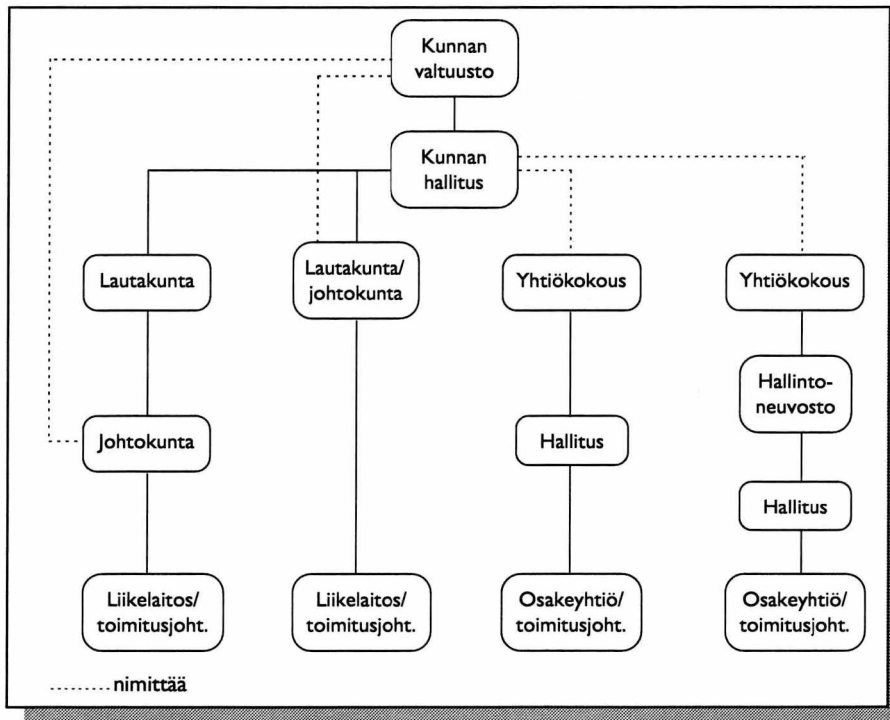 Kunnan
valtuusto
Kunnan
hallitus
Lautakunta
Lautakunta/
johtokunta
Yhtiökokous
Yhtiökokous
Hallinto-
neuvosto
Johtokunta
Hallitus
Hallitus
Liikelaitos/
toimitusjoht.
Liikelaitos/
toimitusjoht.
Osakeyhtiö/
toimitusjoht.
Osakeyhtiö/
toimitusjoht.
nimittää